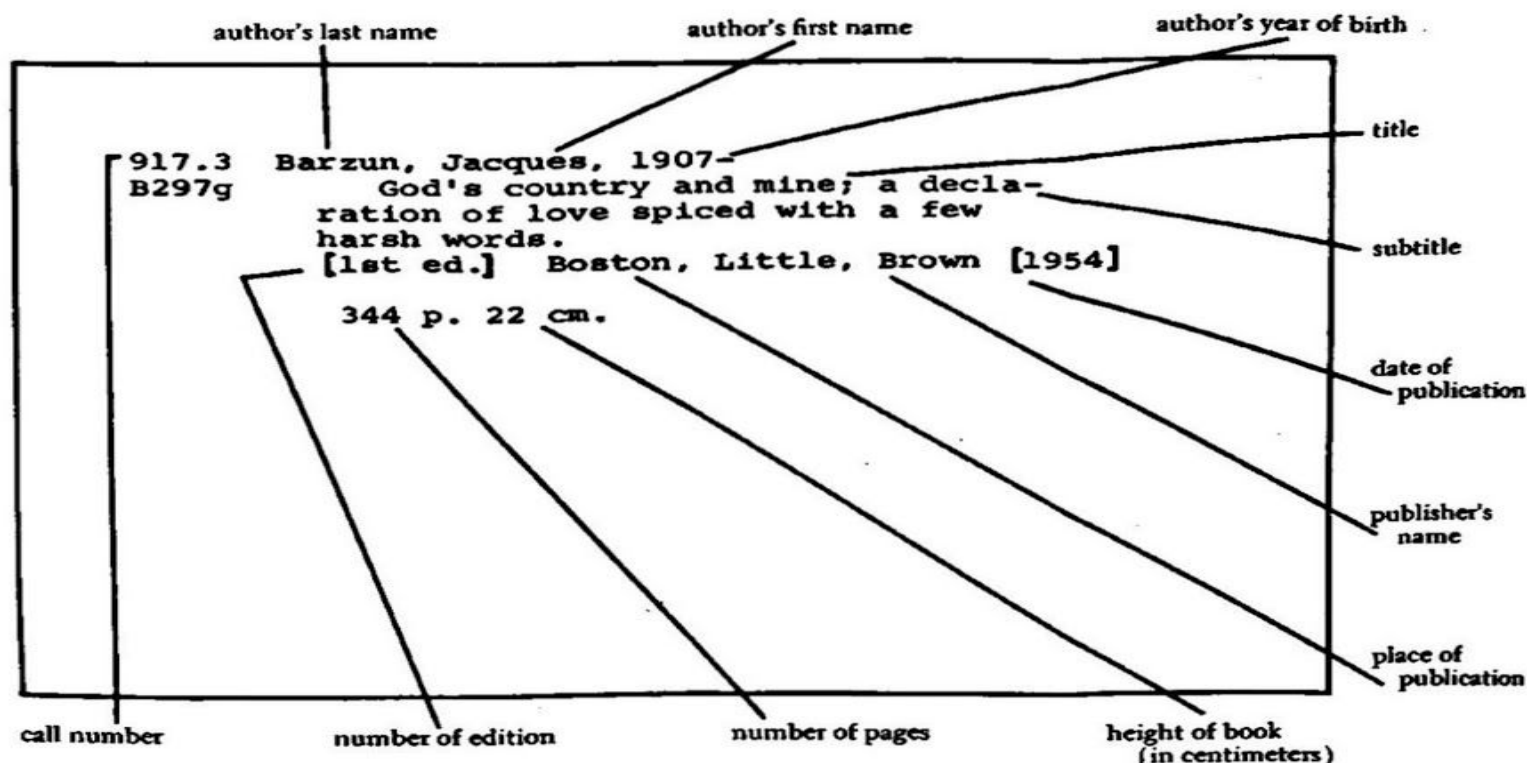 author's last name
author's first name
author's year of birth
title
917.3 Barzun, Jacques, 1907-
B297g God's country and mine; a decla-
ration of love spiced with a few
harsh words.
subtitle
[1st ed.] Boston, Little, Brown [1954]
344 p. 22 cm.
date of
publication
publisher's
name
place of
publication
call number
number of edition
number of pages
height of book
(in centimeters)